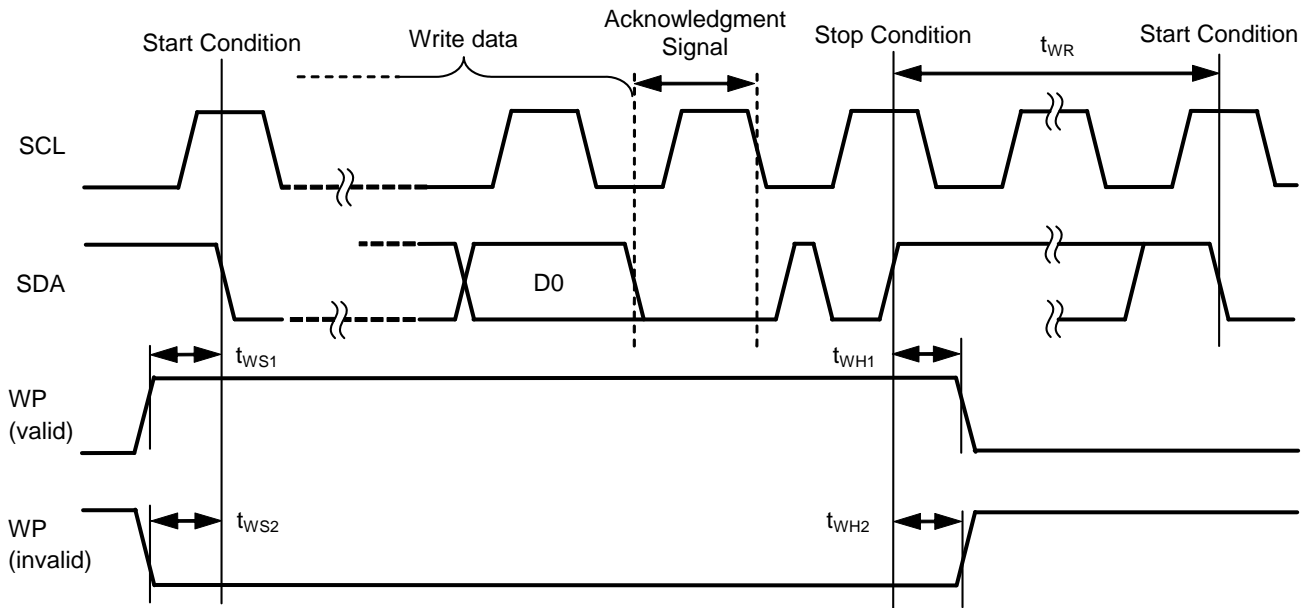 Acknowledgment
Signal
Start Condition
Write data
Stop Condition
tWR
Start Condition
SCL
SDA
D0
tWS1
tWH1
WP
(valid)
tWS2
tWH2
WP
(invalid)